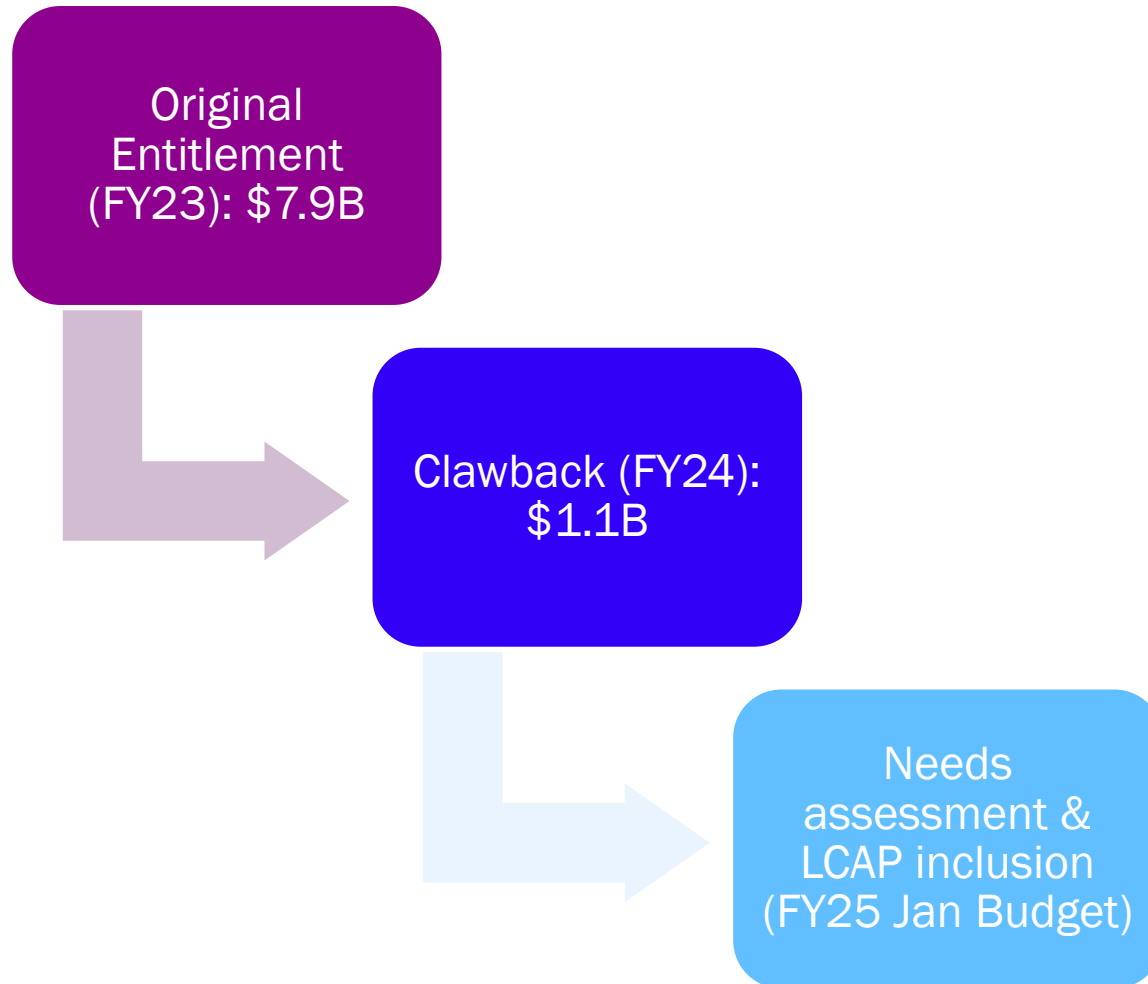 Original
Entitlement
(FY23): $7.9B
Clawback (FY24):
$1.1B
Needs
assessment &
LCAP inclusion
(FY25 Jan Budget)